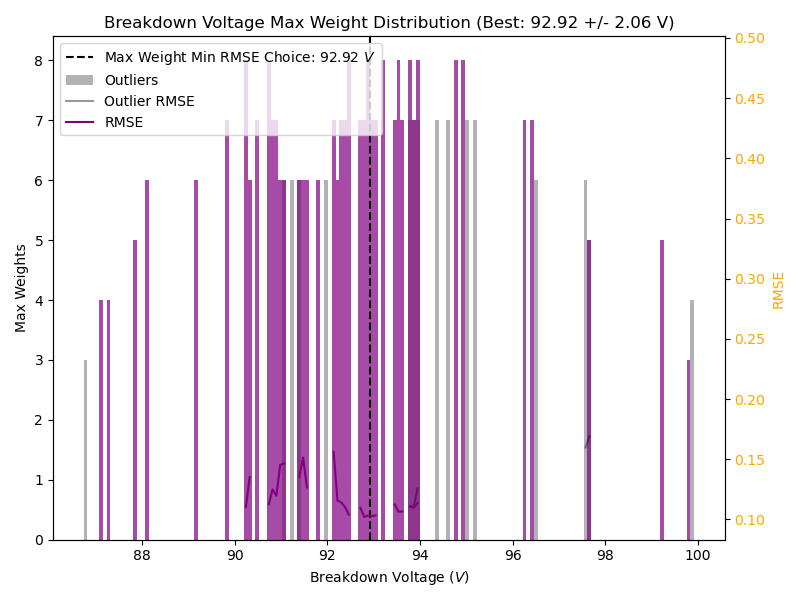 Breakdown Voltage Max Weight Distribution (Best: 92.92 +/- 2.06 V)
Max Weight Min RMSE Choice: 92.92 V
Outliers
Outlier RMSE
RMSE
Max Weights
8
7
6
5
4
3
2
1
0
0.50
0.45
0.40
0.35
0.30
0.25
0.20
0.15
0.10
RMSE
88 90 92 94 96 98 100
Breakdown Voltage (V)